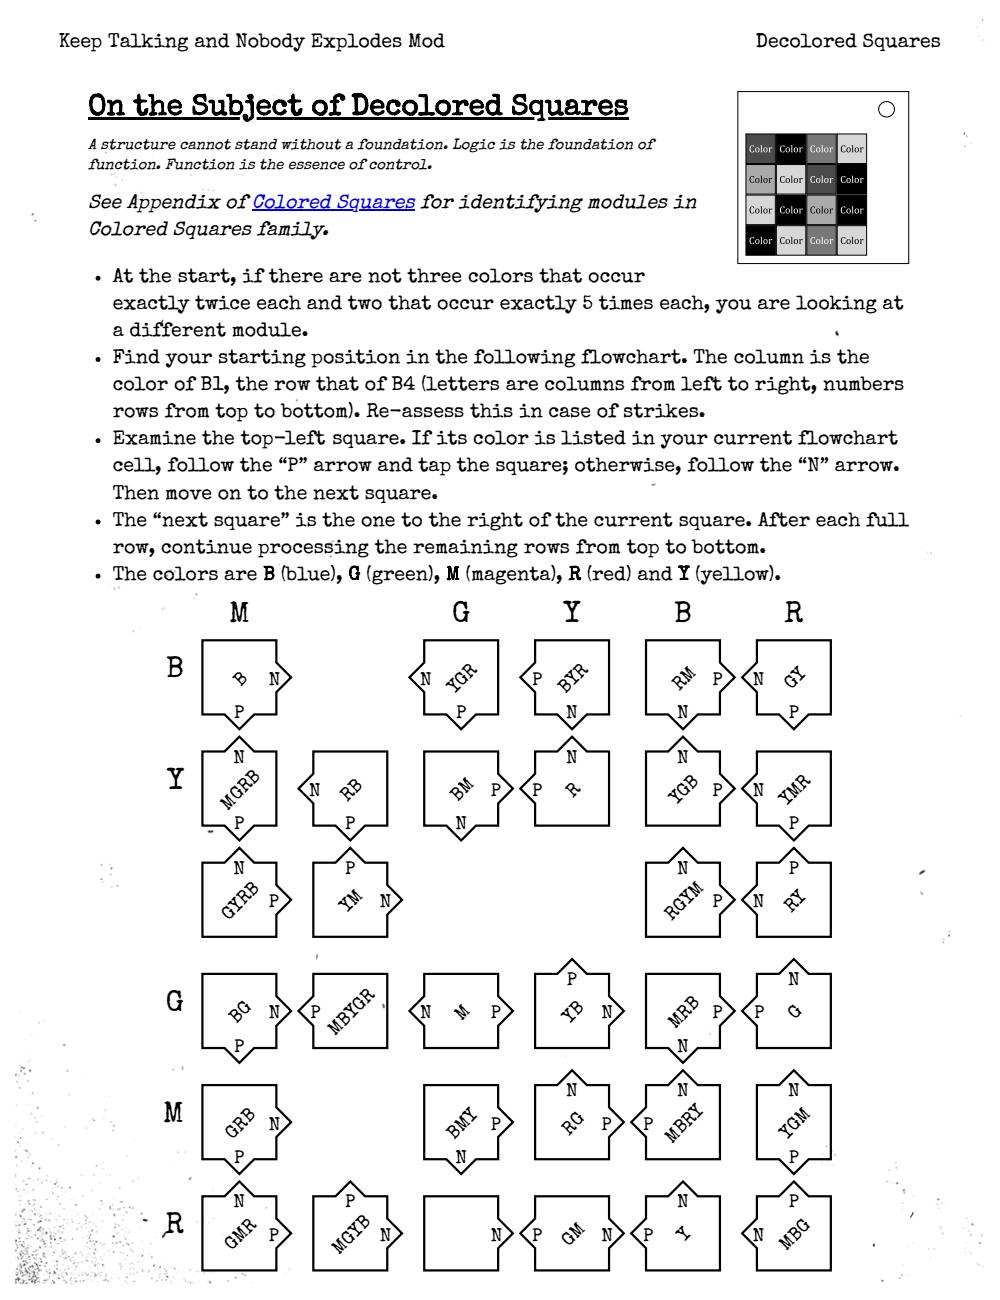 Keep Talking and Nobody Explodes Mod Decolored Squares
On the Subject of Decolored Squares
A structure cannot stand without a foundation. Logic is the foundation of
function. Function is the essence of control.
See Appendix of Colored Squares for identifying modules in
Colored Squares family.
Color Color Color Color
Color Color Color Color
Color Color Color Color
Color Color Color Color
• At the start, if there are not three colors that occur
exactly twice each and two that occur exactly 5 times each, you are looking at
a different module.
• Find your starting position in the following flowchart. The column is the
color of B1, the row that of B4 (letters are columns from left to right, numbers
rows from top to bottom). Re-assess this in case of strikes.
• Examine the top-left square. If its color is listed in your current flowchart
cell, follow the “P” arrow and tap the square; otherwise, follow the “N” arrow.
Then move on to the next square.
• The “next square” is the one to the right of the current square. After each full
row, continue processing the remaining rows from top to bottom.
• The colors are B (blue), G (green), M (magenta), R (red) and Y (yellow).
M G Y B R
B B N N YGR P BYR RM P N GY
P P N N P
N N N
Y MGRB N RB BM P P R YGB P N YMR
P P N P
N P N P
GYRB P YM N RGYM P N RY
P N
G BG N P MBYGR N M P YB N MRB P P G
P N
N N N
M GRB N BMY P RG P P MBRY YGM
P N P
N P N P
R GMR P MGYB N N P GM N P Y N MBG